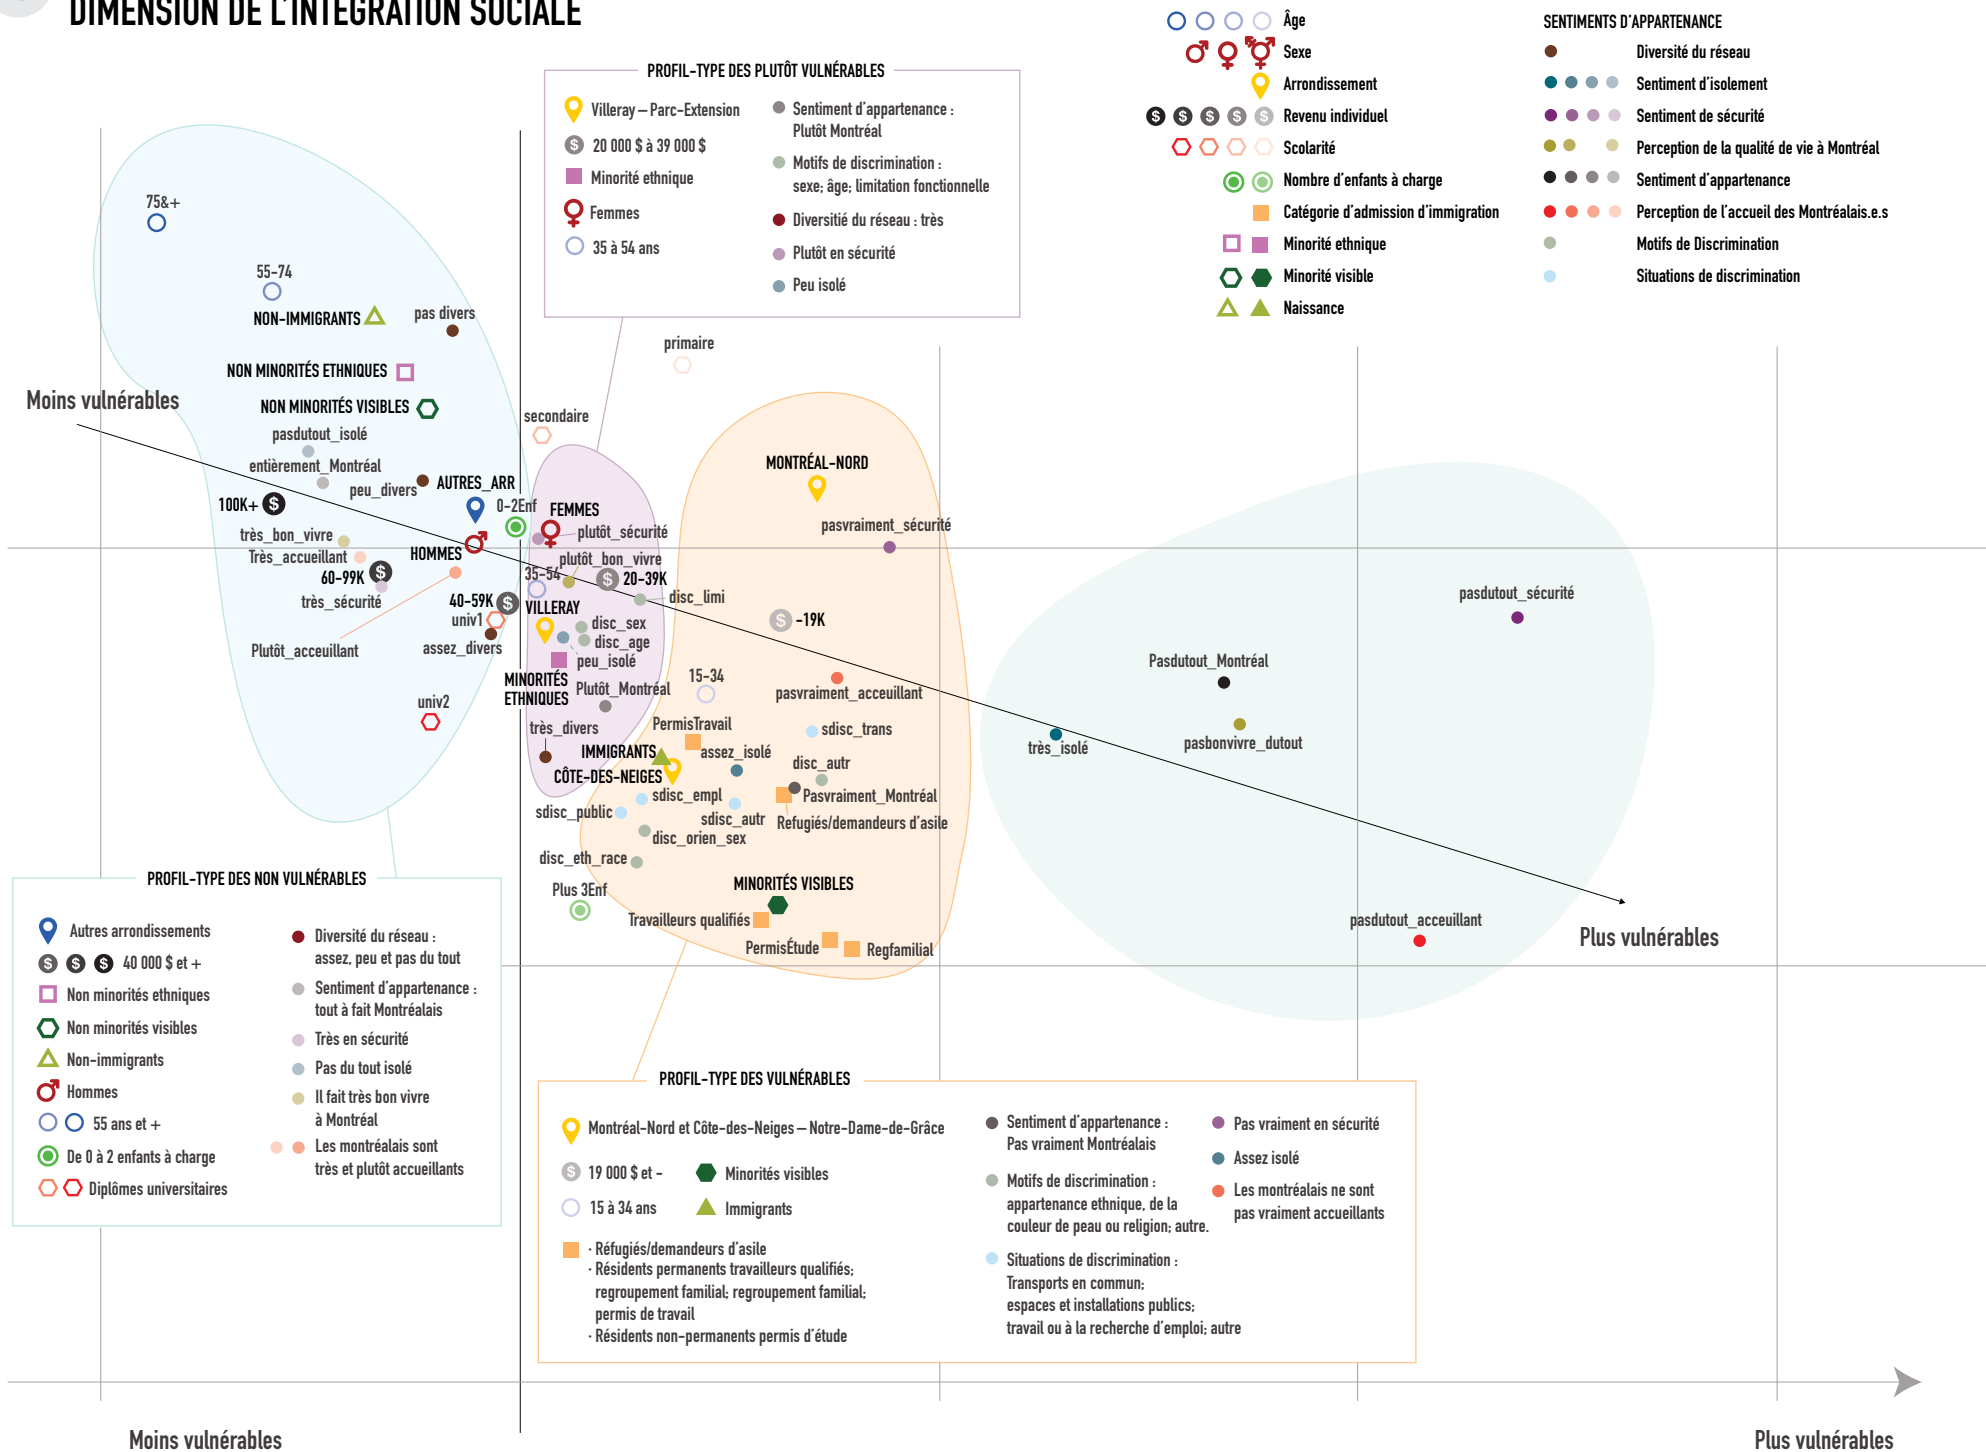 DIMENSION DE L'INTÉGRATION SOCIALE
Âge
Sexe
Arrondissement
Revenu individuel
Scolarité
Nombre d'enfants à charge
Catégorie d'admission d'immigration
Minorité ethnique
Minorité visible
Naissance
SENTIMENTS D'APPARTENANCE
Diversité du réseau
Sentiment d'isolement
Sentiment de sécurité
Perception de la qualité de vie à Montréal
Sentiment d'appartenance
Perception de l'accueil des Montréalais.e.s
Motifs de Discrimination
Situations de discrimination
PROFIL-TYPE DES PLUTÔT VULNÉRABLES
Villeray – Parc-Extension
20 000 $ à 39 000 $
Minorité ethnique
Femmes
35 à 54 ans
Sentiment d'appartenance :
Plutôt Montréal
Motifs de discrimination :
sexe; âge; limitation fonctionnelle
Diversitié du réseau : très
Plutôt en sécurité
Peu isolé
75&+
55-74
NON-IMMIGRANTS
pas divers
NON MINORITÉS ETHNIQUES
Moins vulnérables
NON MINORITÉS VISIBLES
pasdutout_isolé
entièrement_Montréal
peu_divers
AUTRES_ARR
100K+
0-2Enf
très_bon_vivre
Très_accueillant
HOMMES
60-99K
très_sécurité
40-59K
univ1
Plutôt_acceuillant
assez_divers
univ2
primaire
secondaire
FEMMES
plutôt_sécurité
plutôt_bon_vivre
35-54
20-39K
disc_limi
VILLERAY
disc_sex
disc_age
peu_isolé
MINORITÉS
ETHNIQUES
Plutôt_Montréal
très_divers
MONTRÉAL-NORD
pasvraiment_sécurité
-19K
15-34
pasvraiment_acceuillant
PermisTravail
sdisc_trans
IMMIGRANTS
assez_isolé
CÔTE-DES-NEIGES
disc_autr
sdisc_empl
Pasvraiment_Montréal
sdisc_public
sdisc_autr
Refugiés/demandeurs d'asile
disc_orien_sex
disc_eth_race
Plus 3Enf
MINORITÉS VISIBLES
Travailleurs qualifiés
PermisÉtude
Regfamilial
pasdutout_sécurité
Pasdutout_Montréal
très_isolé
pasbonvivre_dutout
pasdutout_acceuillant
Plus vulnérables
PROFIL-TYPE DES NON VULNÉRABLES
Autres arrondissements
40 000 $ et +
Non minorités ethniques
Non minorités visibles
Non-immigrants
Hommes
55 ans et +
De 0 à 2 enfants à charge
Diplômes universitaires
Diversité du réseau :
assez, peu et pas du tout
Sentiment d'appartenance :
tout à fait Montréalais
Très en sécurité
Pas du tout isolé
Il fait très bon vivre
à Montréal
Les montréalais sont
très et plutôt accueillants
PROFIL-TYPE DES VULNÉRABLES
Montréal-Nord et Côte-des-Neiges – Notre-Dame-de-Grâce
19 000 $ et -
Minorités visibles
15 à 34 ans
Immigrants
· Réfugiés/demandeurs d'asile
· Résidents permanents travailleurs qualifiés;
regroupement familial; regroupement familial;
permis de travail
· Résidents non-permanents permis d'étude
Sentiment d'appartenance :
Pas vraiment Montréalais
Motifs de discrimination :
appartenance ethnique, de la
couleur de peau ou religion; autre.
Situations de discrimination :
Transports en commun;
espaces et installations publics;
travail ou à la recherche d'emploi; autre
Pas vraiment en sécurité
Assez isolé
Les montréalais ne sont
pas vraiment accueillants
Moins vulnérables
Plus vulnérables